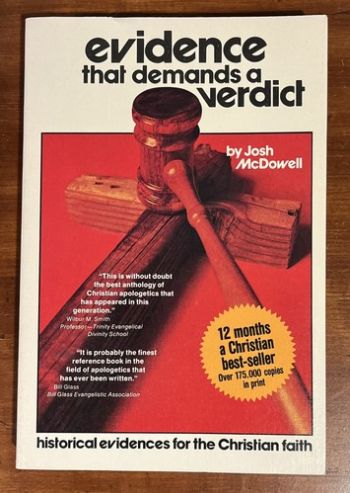 evidence
that demands a
verdict
by Josh
McDowell
"This is without doubt
the best anthology of
Christian apologetics that
has appeared in this
generation."
Wilbur M. Smith
Professor—Trinity Evangelical
Divinity School
"It is probably the finest
reference book in the
field of apologetics that
has ever been written."
Bill Glass
Bill Glass Evangelistic Association
12 months
a Christian
best-seller
Over 175,000 copies
in print
historical evidences for the Christian faith